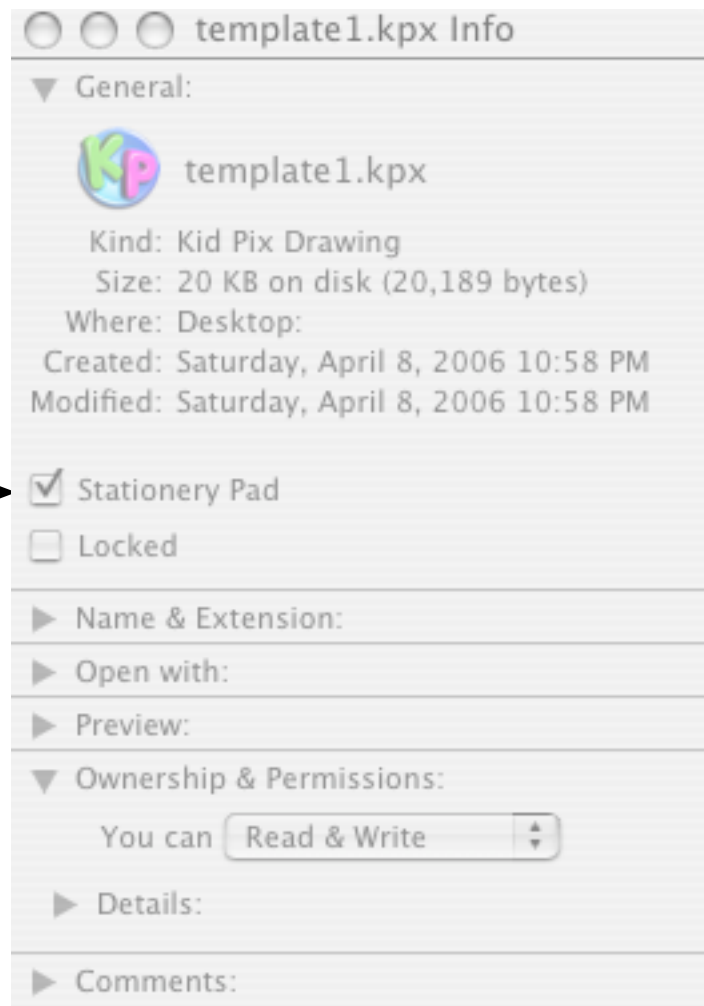 template1.kpx Info
General:
KP
template1.kpx
Kind: Kid Pix Drawing
Size: 20 KB on disk (20,189 bytes)
Where: Desktop:
Created: Saturday, April 8, 2006 10:58 PM
Modified: Saturday, April 8, 2006 10:58 PM
Stationery Pad
Locked
Name & Extension:
Open with:
Preview:
Ownership & Permissions:
You can Read & Write
Details:
Comments: